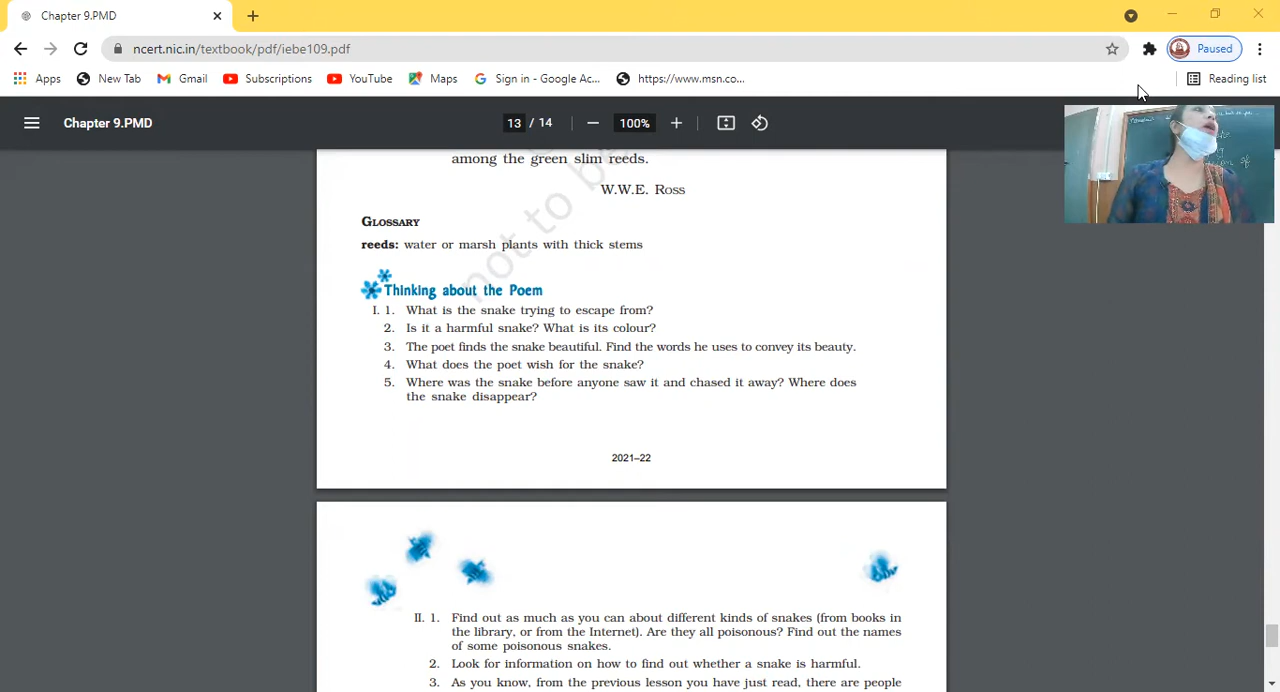 Chapter 9.PMD
ncert.nic.in/textbook/pdf/iebe109.pdf
Paused
Apps
New Tab
Gmail
Subscriptions
YouTube
Maps
Sign in - Google Ac...
https://www.msn.co...
Reading list
Chapter 9.PMD
13 / 14
100%
among the green slim reeds.
W.W.E. Ross
not to be
GLOSSARY
reeds: water or marsh plants with thick stems
Thinking about the Poem
I. 1. What is the snake trying to escape from?
2. Is it a harmful snake? What is its colour?
3. The poet finds the snake beautiful. Find the words he uses to convey its beauty.
4. What does the poet wish for the snake?
5. Where was the snake before anyone saw it and chased it away? Where does
the snake disappear?
2021–22
II. 1. Find out as much as you can about different kinds of snakes (from books in
the library, or from the Internet). Are they all poisonous? Find out the names
of some poisonous snakes.
2. Look for information on how to find out whether a snake is harmful.
3. As you know, from the previous lesson you have just read, there are people